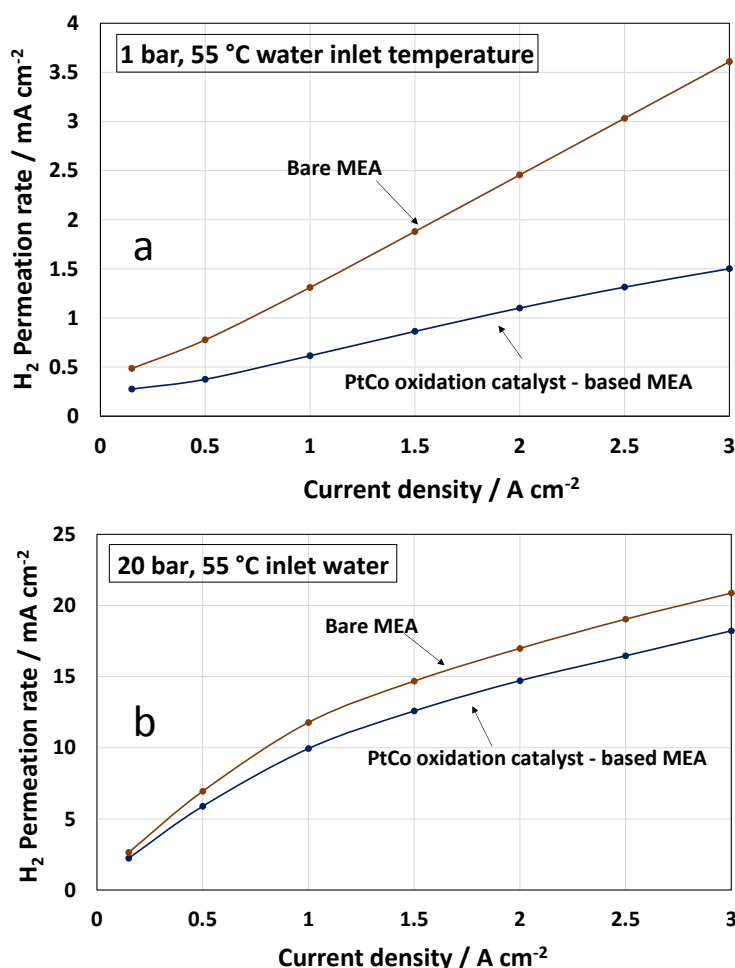 1 bar, 55 °C water inlet temperature
4
3.5
3
2.5
2
1.5
1
0.5
0
H₂ Permeation rate / mA cm⁻²
Bare MEA
a
PtCo oxidation catalyst - based MEA
0 0.5 1 1.5 2 2.5 3
Current density / A cm⁻²
20 bar, 55 °C inlet water
25
20
15
10
5
0
H₂ Permeation rate / mA cm⁻²
Bare MEA
b
PtCo oxidation catalyst - based MEA
0 0.5 1 1.5 2 2.5 3
Current density / A cm⁻²